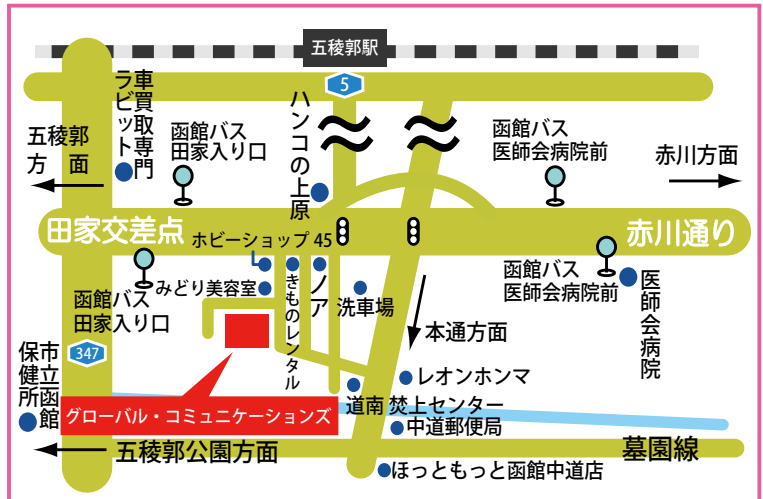 五稜郭駅
5
車買取専門
ラビット
ハンコの上原
函館バス
田家入り口
函館バス
医師会病院前
五稜郭
方　面
赤川方面
田家交差点
ホビーショップ 45
赤川通り
函館バス
田家入り口
みどり美容室
きものレンタル
ノア
洗車場
函館バス
医師会病院前
医師会病院
本通方面
347
市立函館
保健所
レオンホンマ
グローバル・コミュニケーションズ
道南 焚上センター
中道郵便局
五稜郭公園方面
墓園線
ほっともっと函館中道店